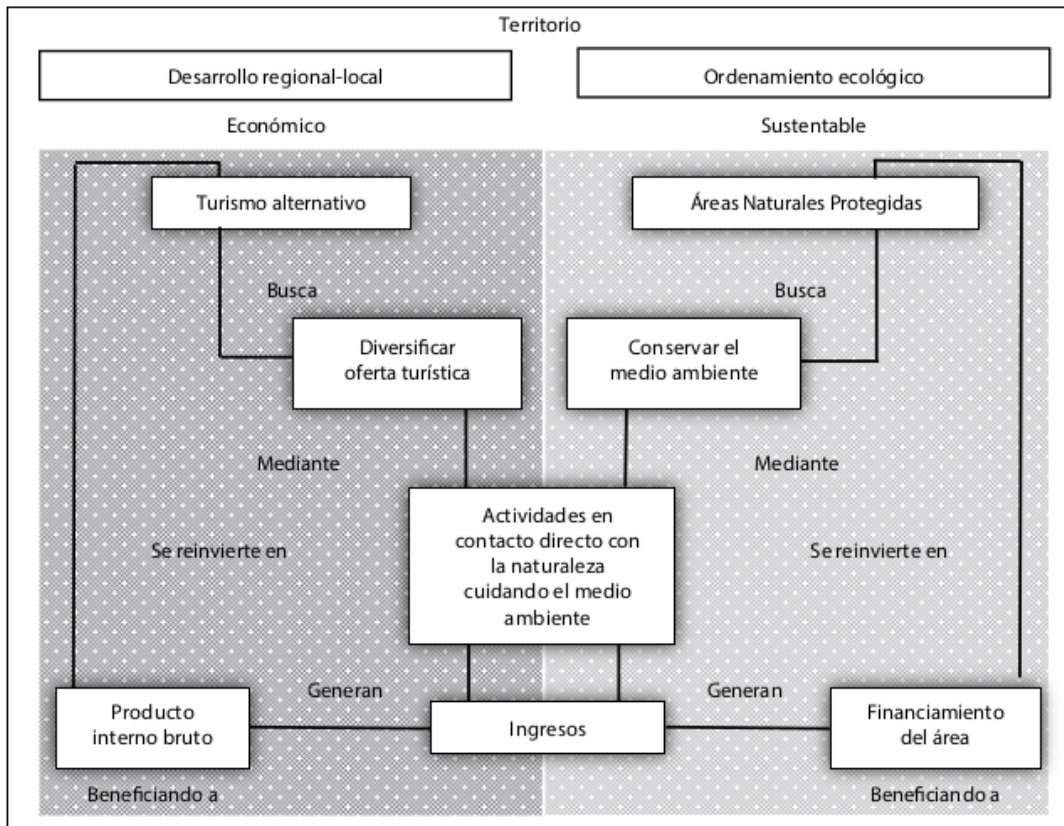 Territorio
Desarrollo regional-local
Ordenamiento ecológico
Económico
Sustentable
Turismo alternativo
Áreas Naturales Protegidas
Busca
Busca
Diversificar
oferta turística
Conservar el
medio ambiente
Mediante
Mediante
Actividades en
contacto directo con
la naturaleza
cuidando el medio
ambiente
Se reinvierte en
Se reinvierte en
Generan
Generan
Producto
interno bruto
Ingresos
Financiamiento
del área
Beneficiando a
Beneficiando a